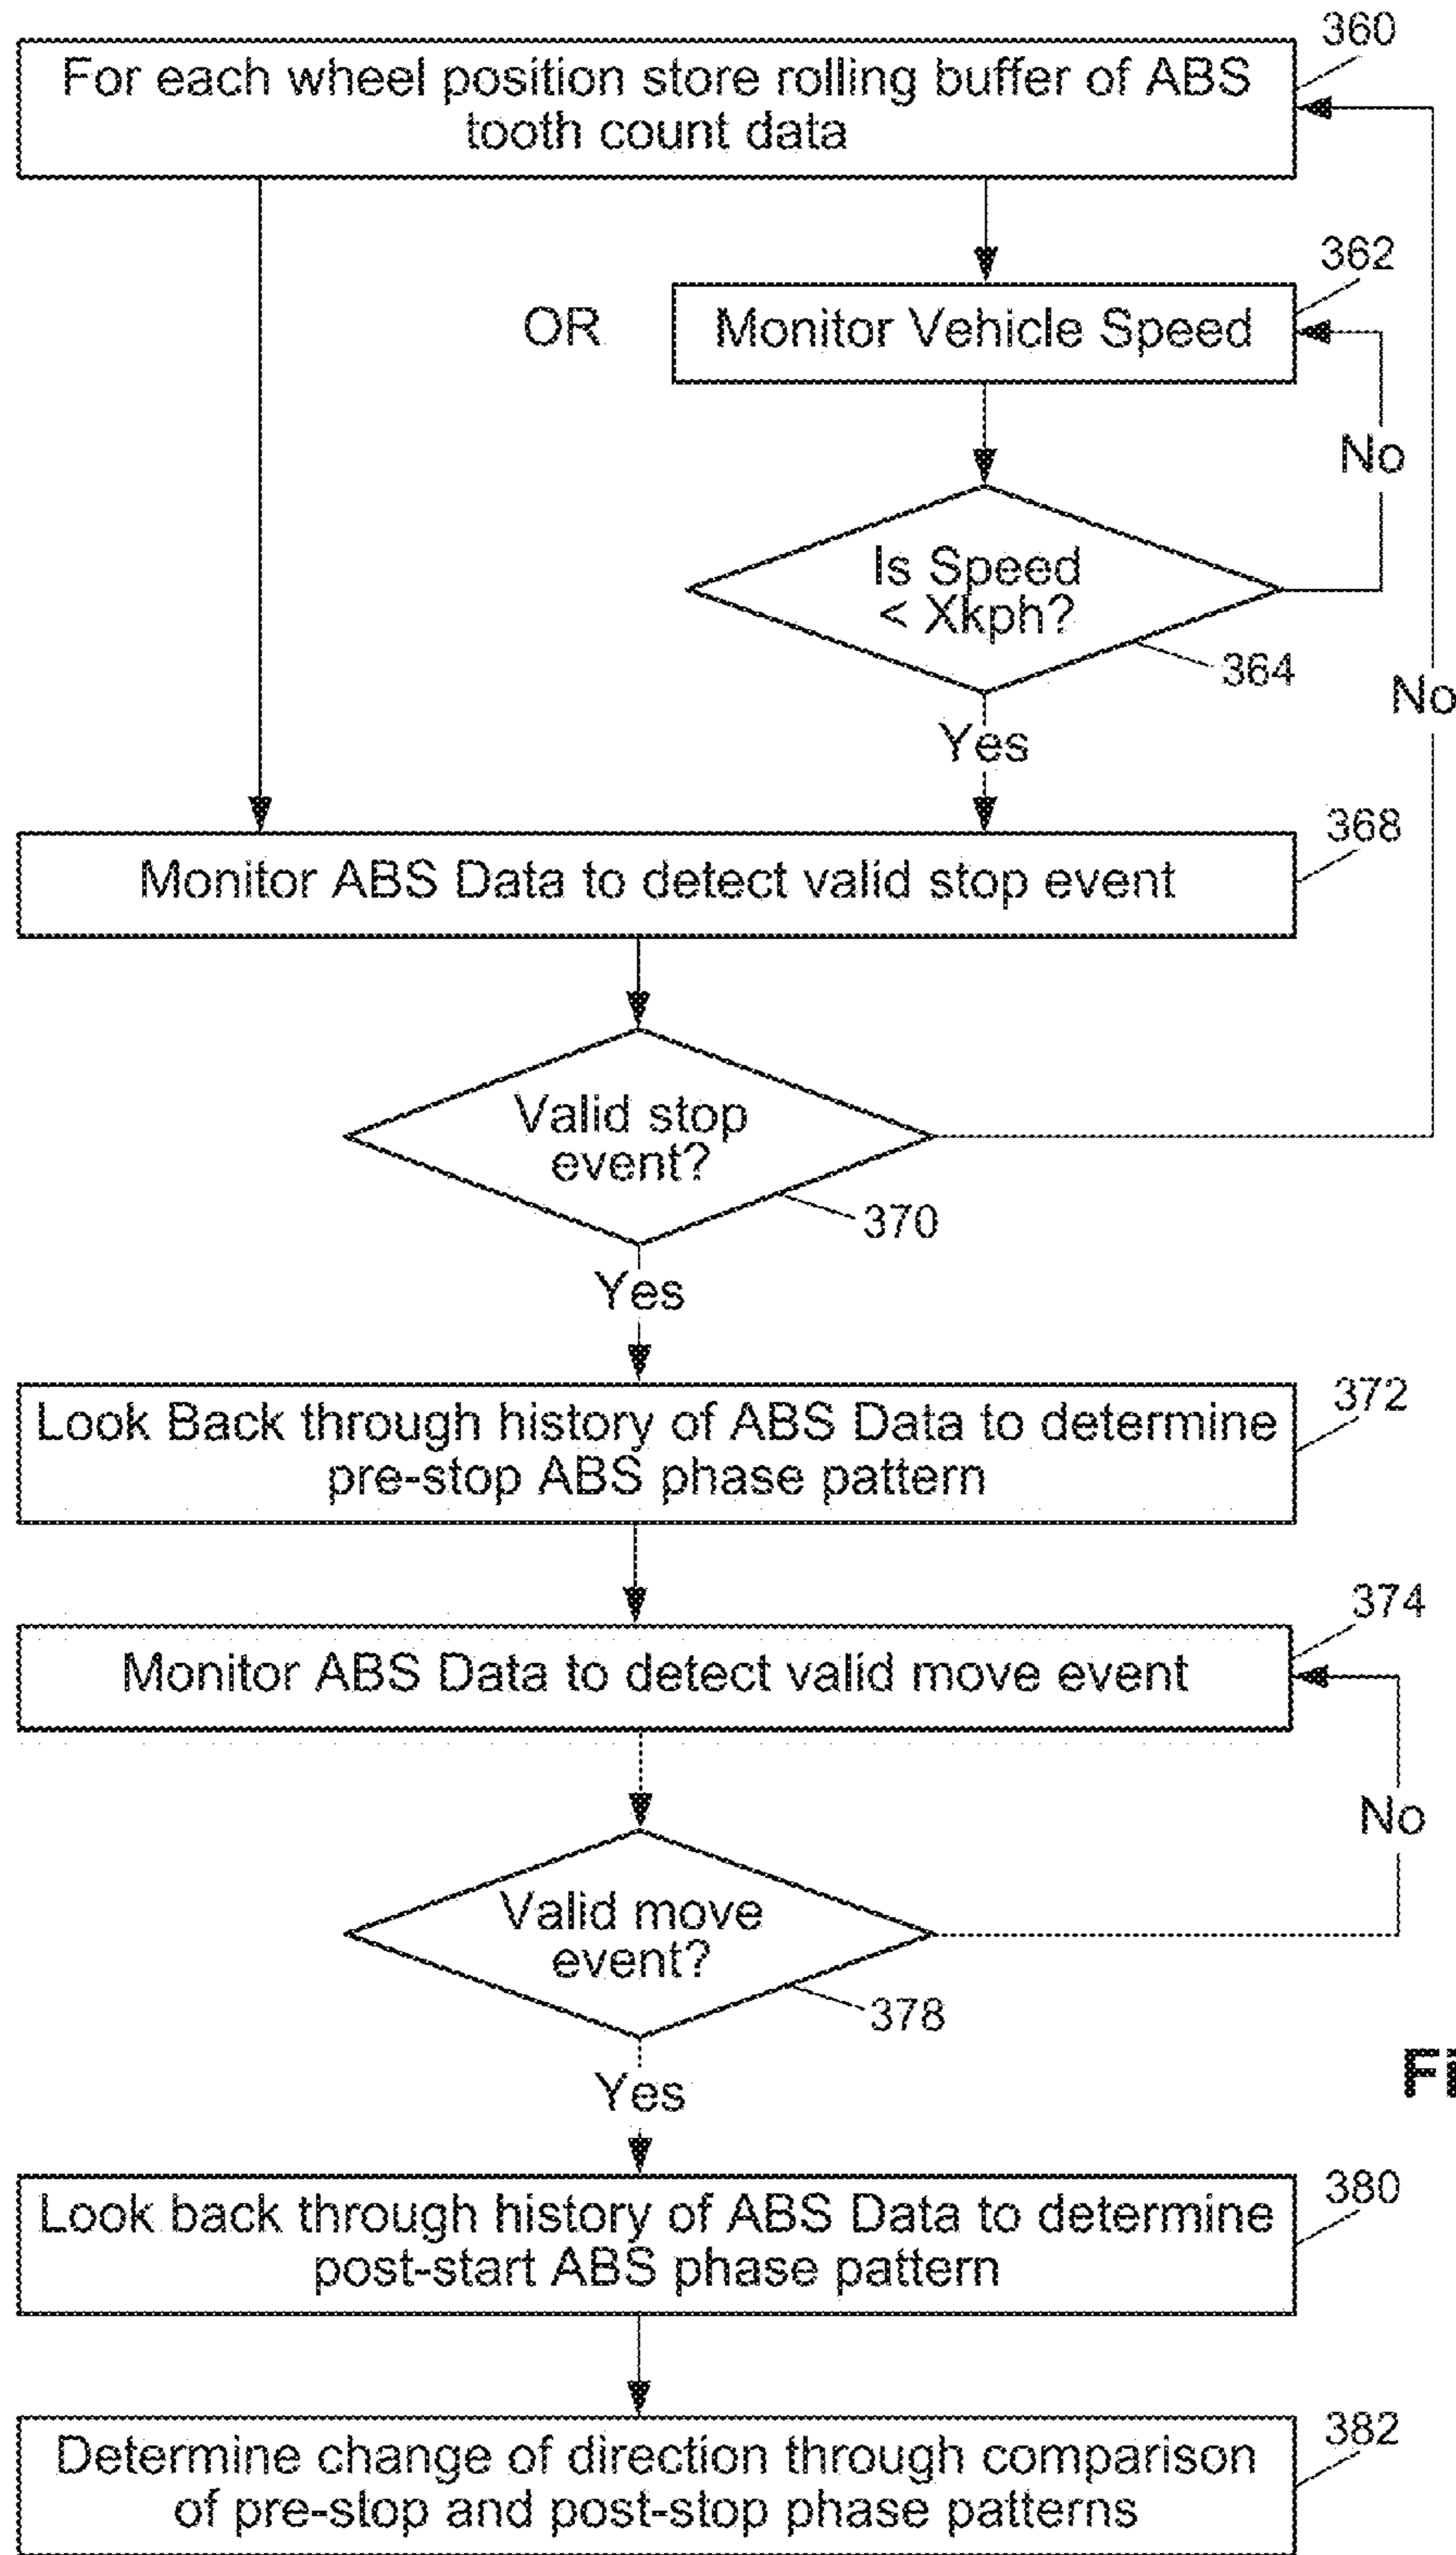 360
For each wheel position store rolling buffer of ABS
tooth count data
362
OR
Monitor Vehicle Speed
No
Is Speed
< Xkph?
364
No
Yes
368
Monitor ABS Data to detect valid stop event
Valid stop
event?
370
Yes
372
Look Back through history of ABS Data to determine
pre-stop ABS phase pattern
374
Monitor ABS Data to detect valid move event
No
Valid move
event?
378
Yes
380
Look back through history of ABS Data to determine
post-start ABS phase pattern
382
Determine change of direction through comparison
of pre-stop and post-stop phase patterns